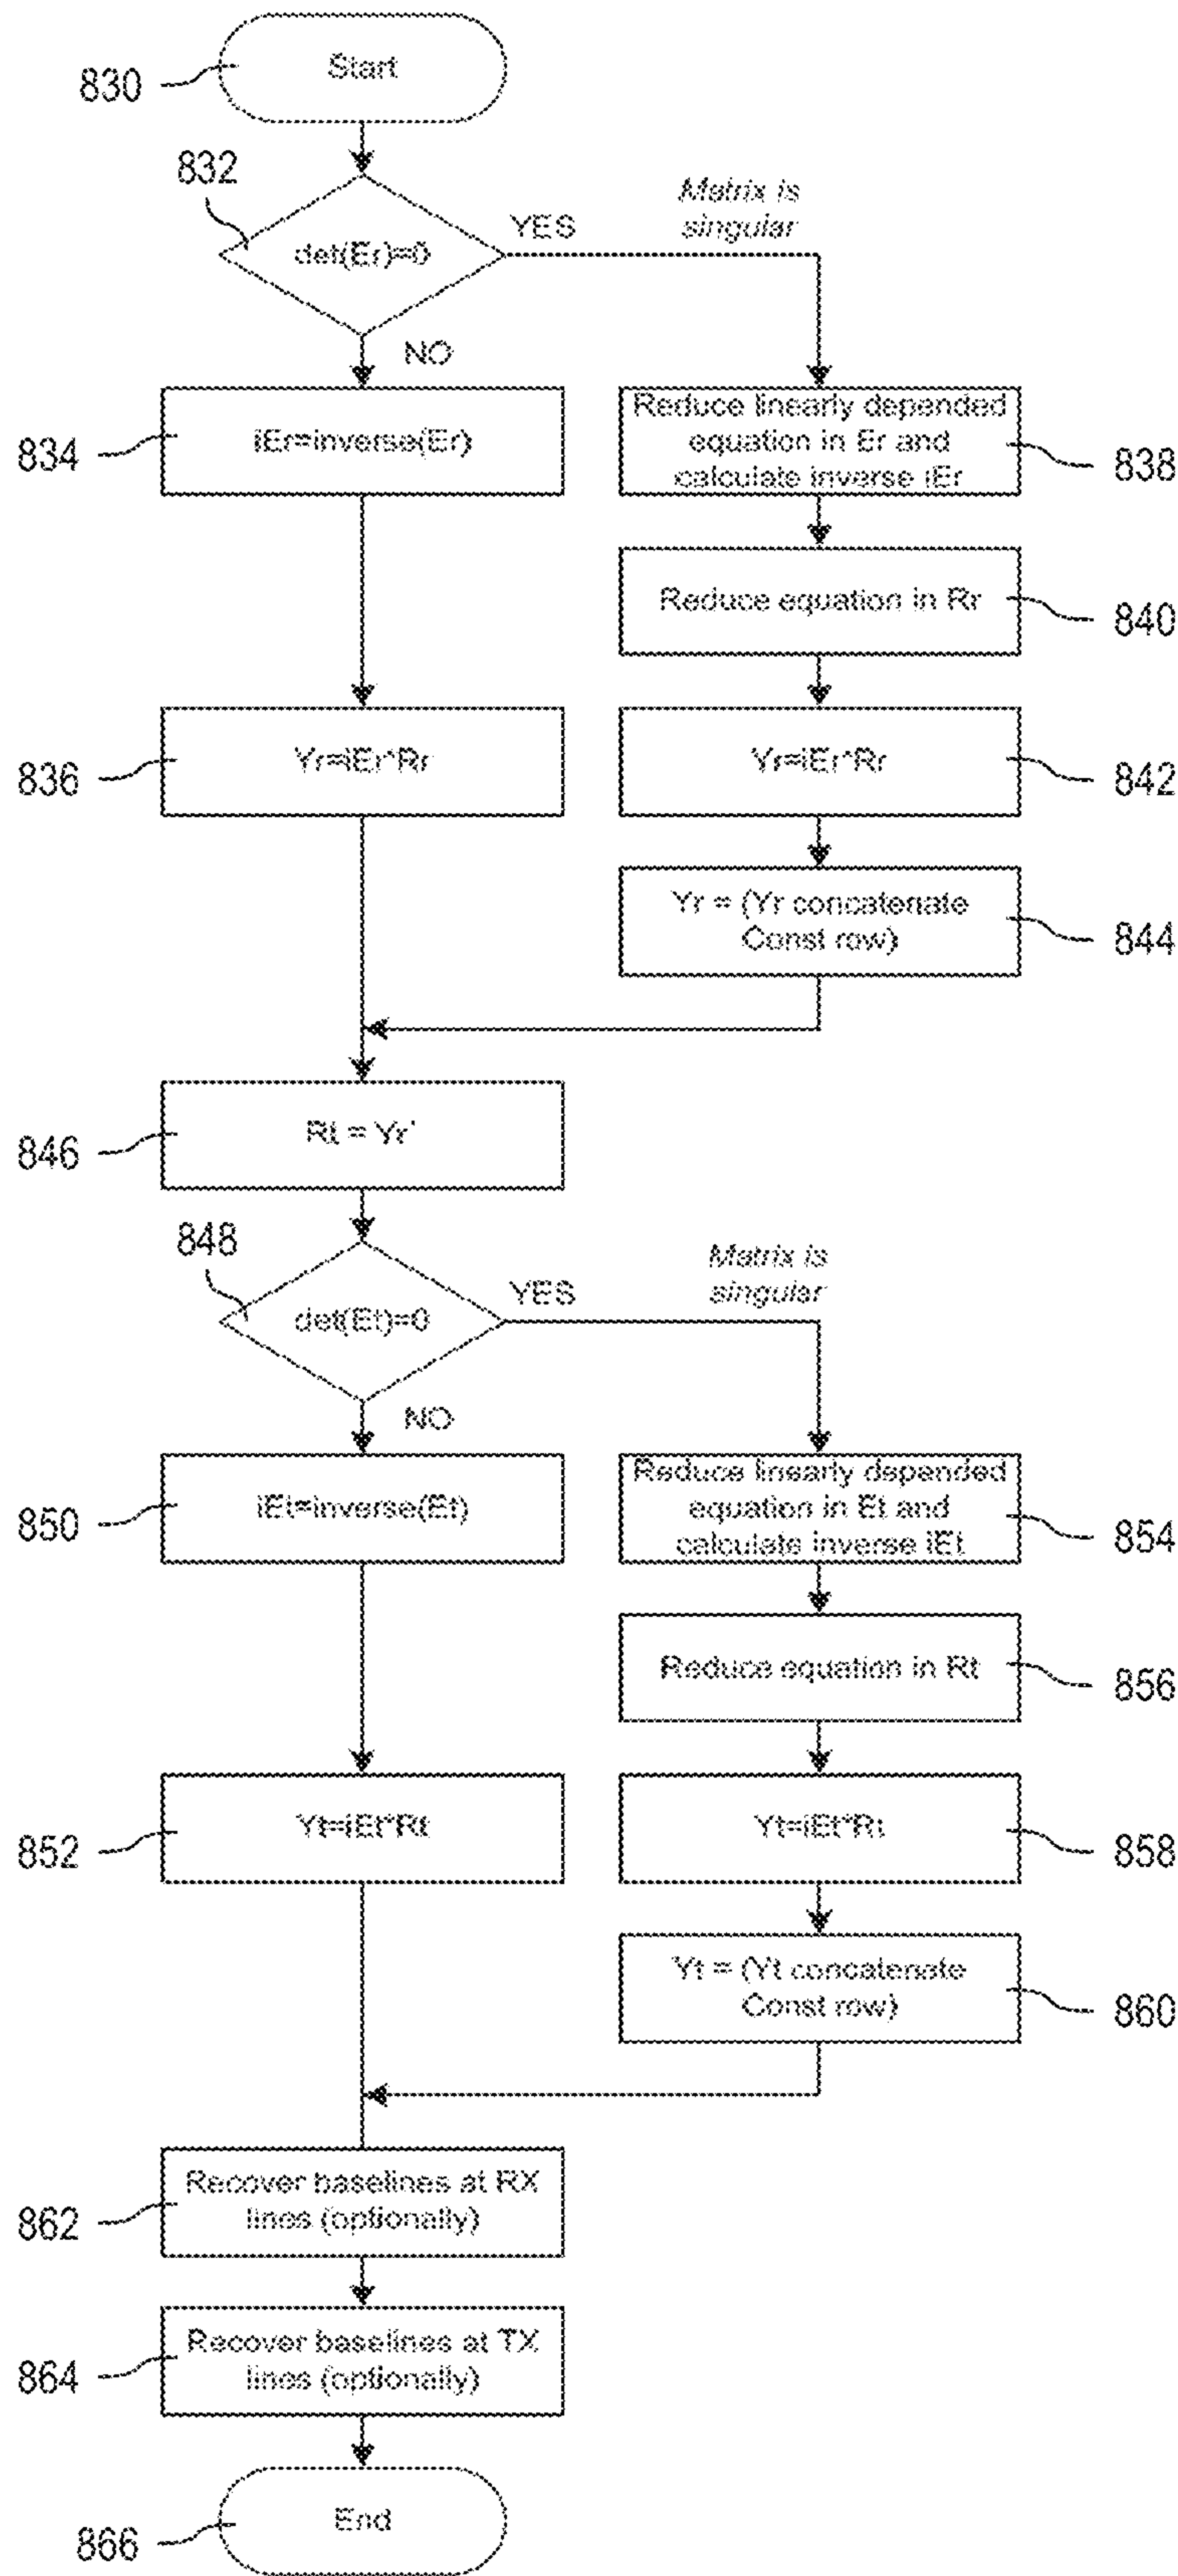 Start
830
832
det(Er)=0
YES
Matrix is
singular
NO
iEr=inverse(Er)
834
Reduce linearly depended
equation in Er and
calculate inverse iEr
838
Reduce equation in Rr
840
Yr=iEr*Rr
836
Yr=iEr*Rr
842
Yr = (Yr concatenate
Const row)
844
Rt = Yr'
846
848
det(Et)=0
YES
Matrix is
singular
NO
iEt=inverse(Et)
850
Reduce linearly depended
equation in Et and
calculate inverse iEt
854
Reduce equation in Rt
856
Yt=iEt*Rt
852
Yt=iEt*Rt
858
Yt = (Yt concatenate
Const row)
860
Recover baselines at RX
lines (optionally)
862
Recover baselines at TX
lines (optionally)
864
End
866